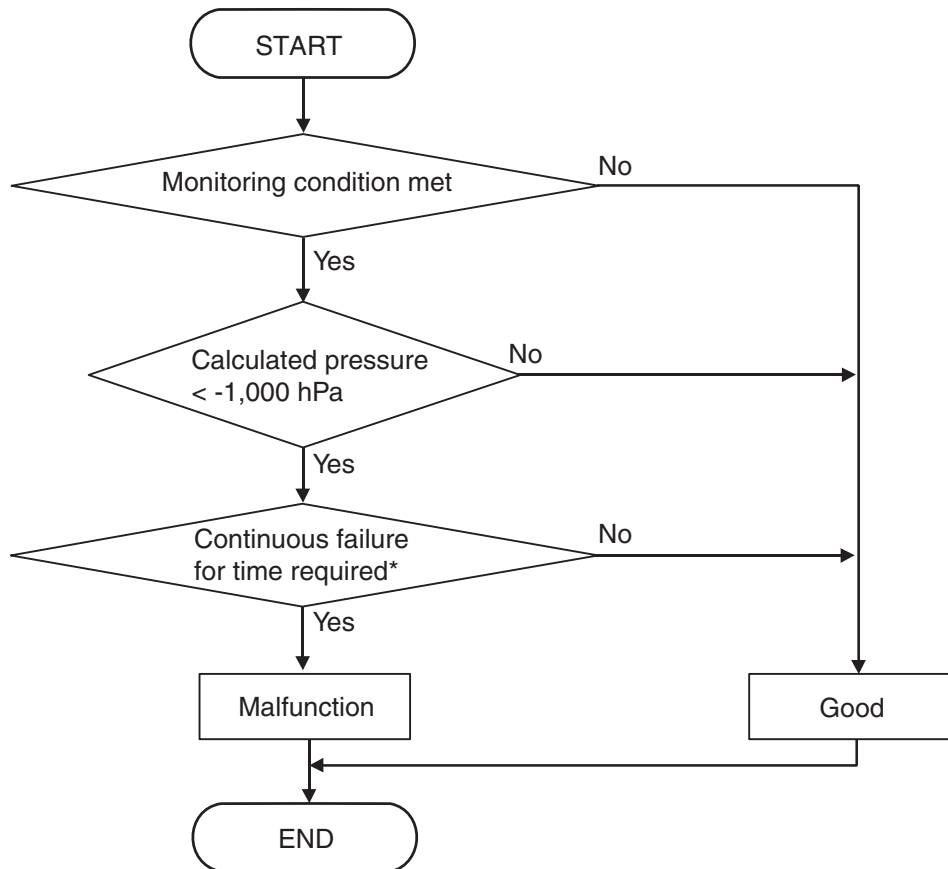 START
Monitoring condition met
No
Yes
Calculated pressure
< -1,000 hPa
No
Yes
Continuous failure
for time required*
No
Yes
Malfunction
Good
END